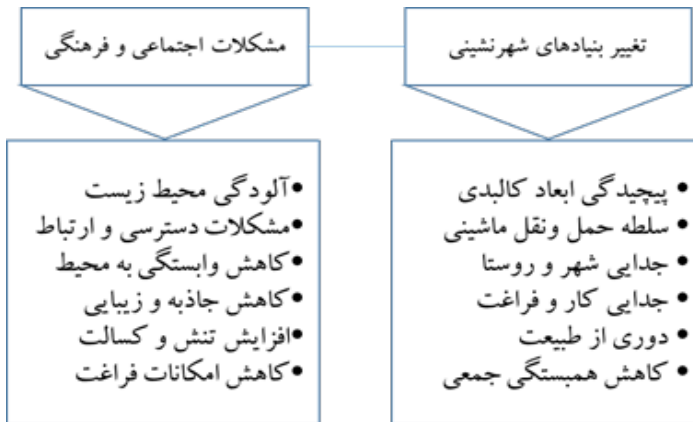 تغییر بنیادهای شهرنشینی
مشکلات اجتماعی و فرهنگی
• پیچیدگی ابعاد کالبدی
• سلطه حمل ونقل ماشینی
• جدایی شهر و روستا
• جدایی کار و فراغت
• دوری از طبیعت
• کاهش همبستگی جمعی
•آلودگی محیط زیست
•مشکلات دسترسی و ارتباط
•کاهش وابستگی به محیط
•کاهش جاذبه و زیبایی
•افزایش تنش و کسالت
•کاهش امکانات فراغت